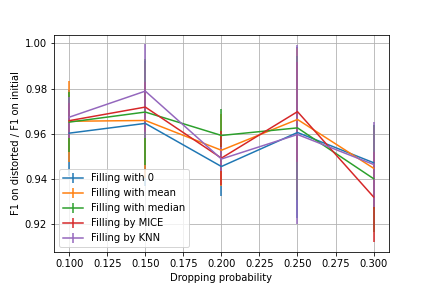 F1 on distorted / F1 on initial
1.00
0.98
0.96
0.94
0.92
Filling with 0
Filling with mean
Filling with median
Filling by MICE
Filling by KNN
0.100 0.125 0.150 0.175 0.200 0.225 0.250 0.275 0.300
Dropping probability